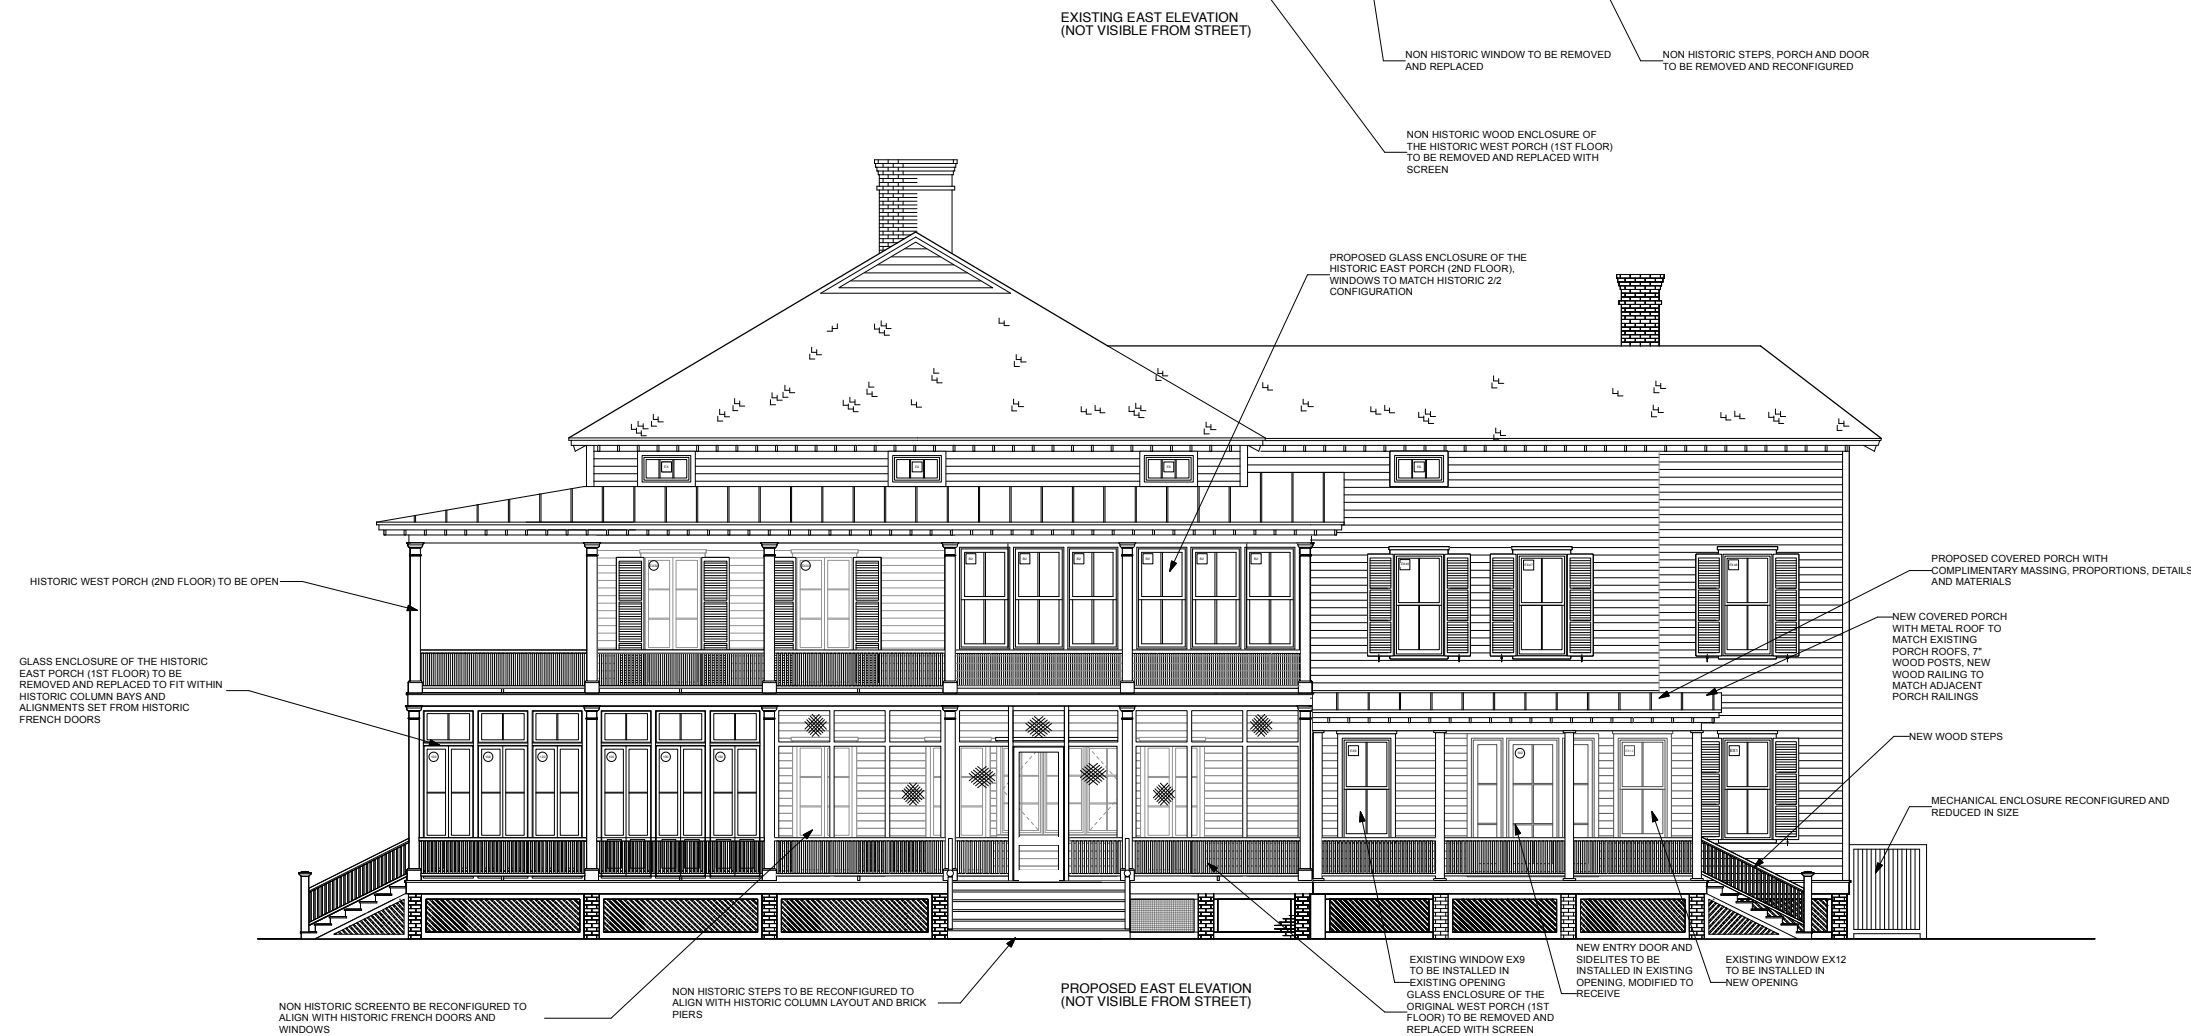 EXISTING EAST ELEVATION
(NOT VISIBLE FROM STREET)
NON HISTORIC WINDOW TO BE REMOVED
AND REPLACED
NON HISTORIC STEPS, PORCH AND DOOR
TO BE REMOVED AND RECONFIGURED
NON HISTORIC WOOD ENCLOSURE OF
THE HISTORIC WEST PORCH (1ST FLOOR)
TO BE REMOVED AND REPLACED WITH
SCREEN
PROPOSED GLASS ENCLOSURE OF THE
HISTORIC EAST PORCH (2ND FLOOR),
WINDOWS TO MATCH HISTORIC 2/2
CONFIGURATION
HISTORIC WEST PORCH (2ND FLOOR) TO BE OPEN
PROPOSED COVERED PORCH WITH
COMPLIMENTARY MASSING, PROPORTIONS, DETAILS
AND MATERIALS
NEW COVERED PORCH
WITH METAL ROOF TO
MATCH EXISTING
PORCH ROOFS, 7"
WOOD POSTS, NEW
WOOD RAILING TO
MATCH ADJACENT
PORCH RAILINGS
GLASS ENCLOSURE OF THE HISTORIC
EAST PORCH (1ST FLOOR) TO BE
REMOVED AND REPLACED TO FIT WITHIN
HISTORIC COLUMN BAYS AND
ALIGNMENTS SET FROM HISTORIC
FRENCH DOORS
NEW WOOD STEPS
MECHANICAL ENCLOSURE RECONFIGURED AND
REDUCED IN SIZE
NON HISTORIC SCREENTO BE RECONFIGURED TO
ALIGN WITH HISTORIC FRENCH DOORS AND
WINDOWS
NON HISTORIC STEPS TO BE RECONFIGURED TO
ALIGN WITH HISTORIC COLUMN LAYOUT AND BRICK
PIERS
PROPOSED EAST ELEVATION
(NOT VISIBLE FROM STREET)
EXISTING WINDOW EX9
TO BE INSTALLED IN
EXISTING OPENING
GLASS ENCLOSURE OF THE
ORIGINAL WEST PORCH (1ST
FLOOR) TO BE REMOVED AND
REPLACED WITH SCREEN
NEW ENTRY DOOR AND
SIDELITES TO BE
INSTALLED IN EXISTING
OPENING, MODIFIED TO
RECEIVE
EXISTING WINDOW EX12
TO BE INSTALLED IN
NEW OPENING